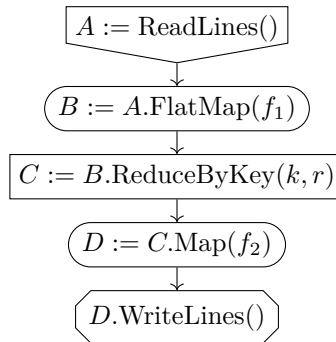 A := ReadLines()
B := A.FlatMap(f₁)
C := B.ReduceByKey(k, r)
D := C.Map(f₂)
D.WriteLines()